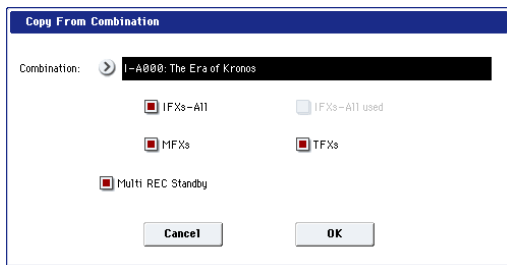 Copy From Combination
Combination: I-A000: The Era of Kronos
IFXs-All IFXs-All used
MFXs TFXs
Multi REC Standby
Cancel OK